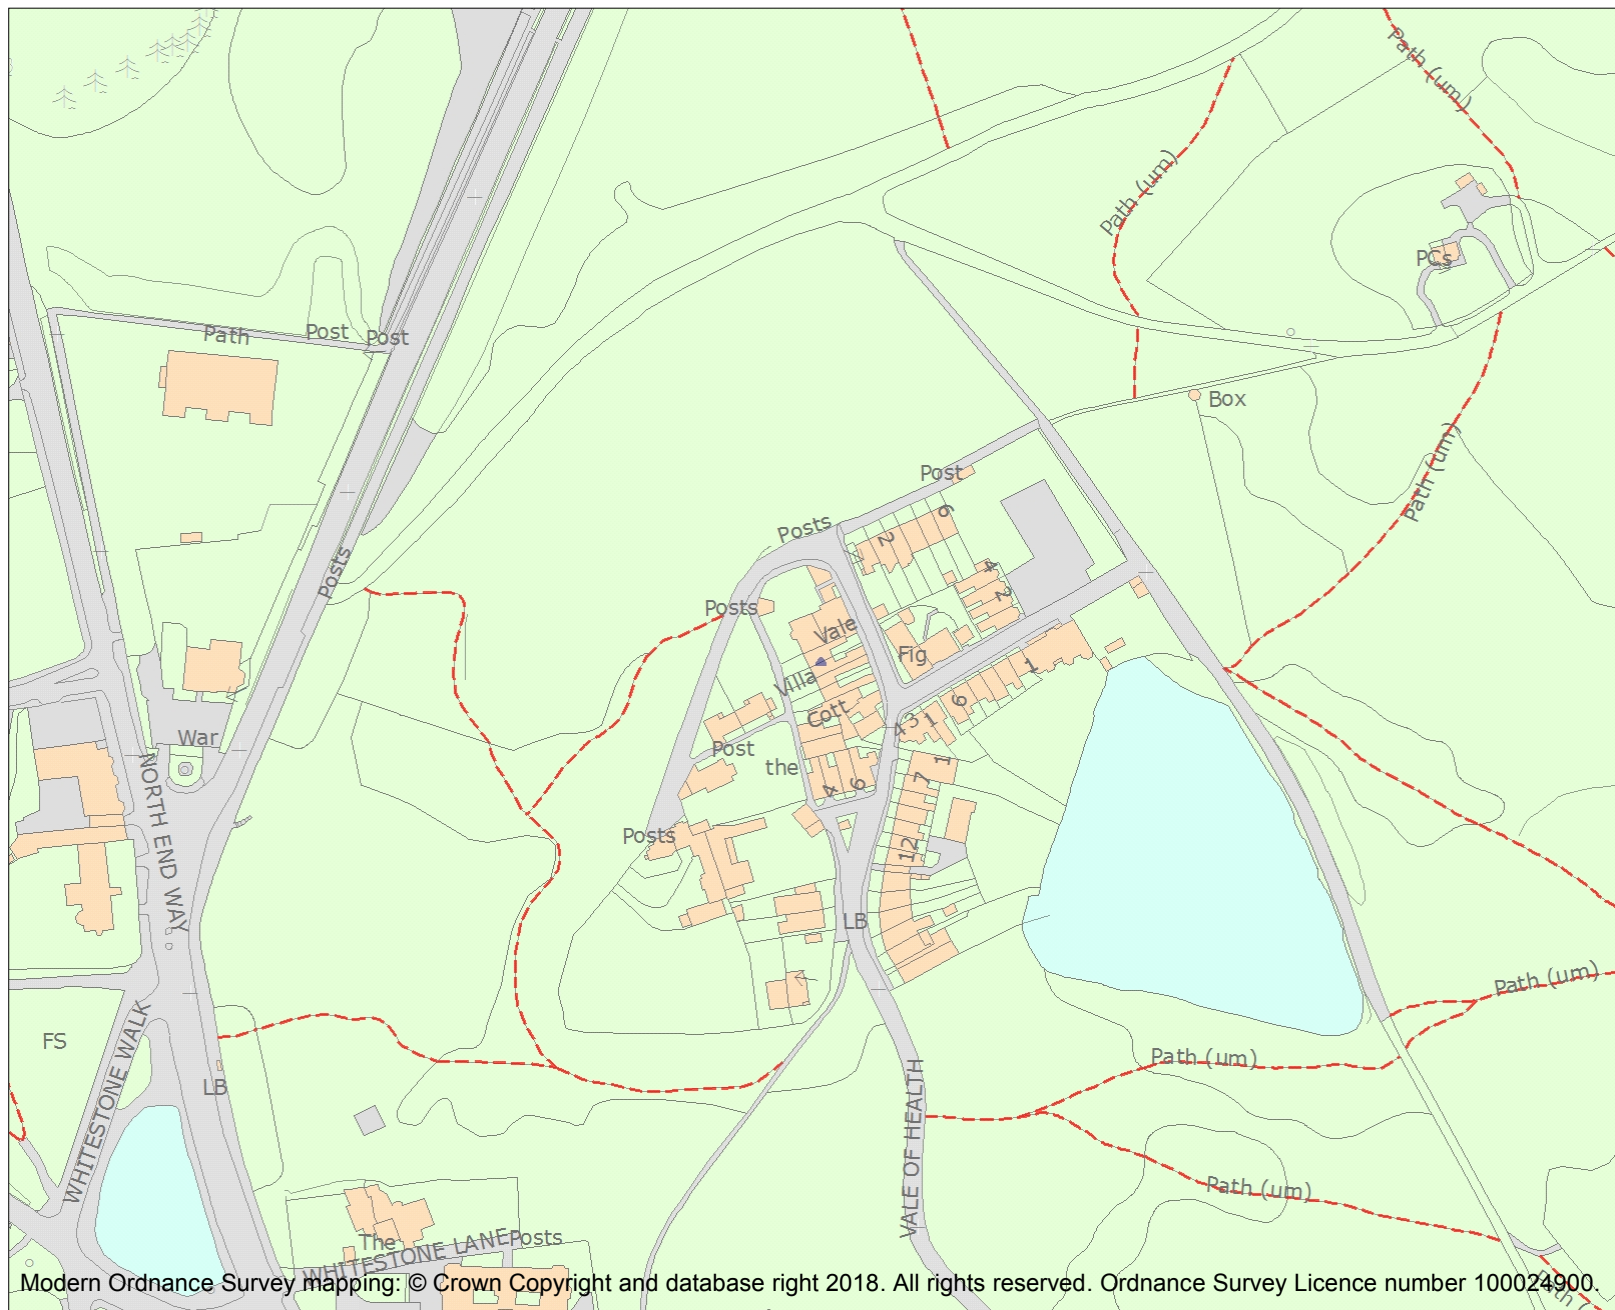 Path (um)
Path (um)
PCs
Path
Post
Post
Box
Path (um)
Post
Posts
6
2
4
2
Posts
Posts
Vale
Fig
Villa
1
Cott
6
4
3
1
War
Post
the
7
1
4
6
NORTH END WAY
Posts
12
LB
Path (um)
WHITESTONE WALK
FS
LB
Path (um)
VALE OF HEALTH
Path (um)
The
WHITESTONE LANE
Posts
Path
Modern Ordnance Survey mapping: © Crown Copyright and database right 2018. All rights reserved. Ordnance Survey Licence number 100024900.